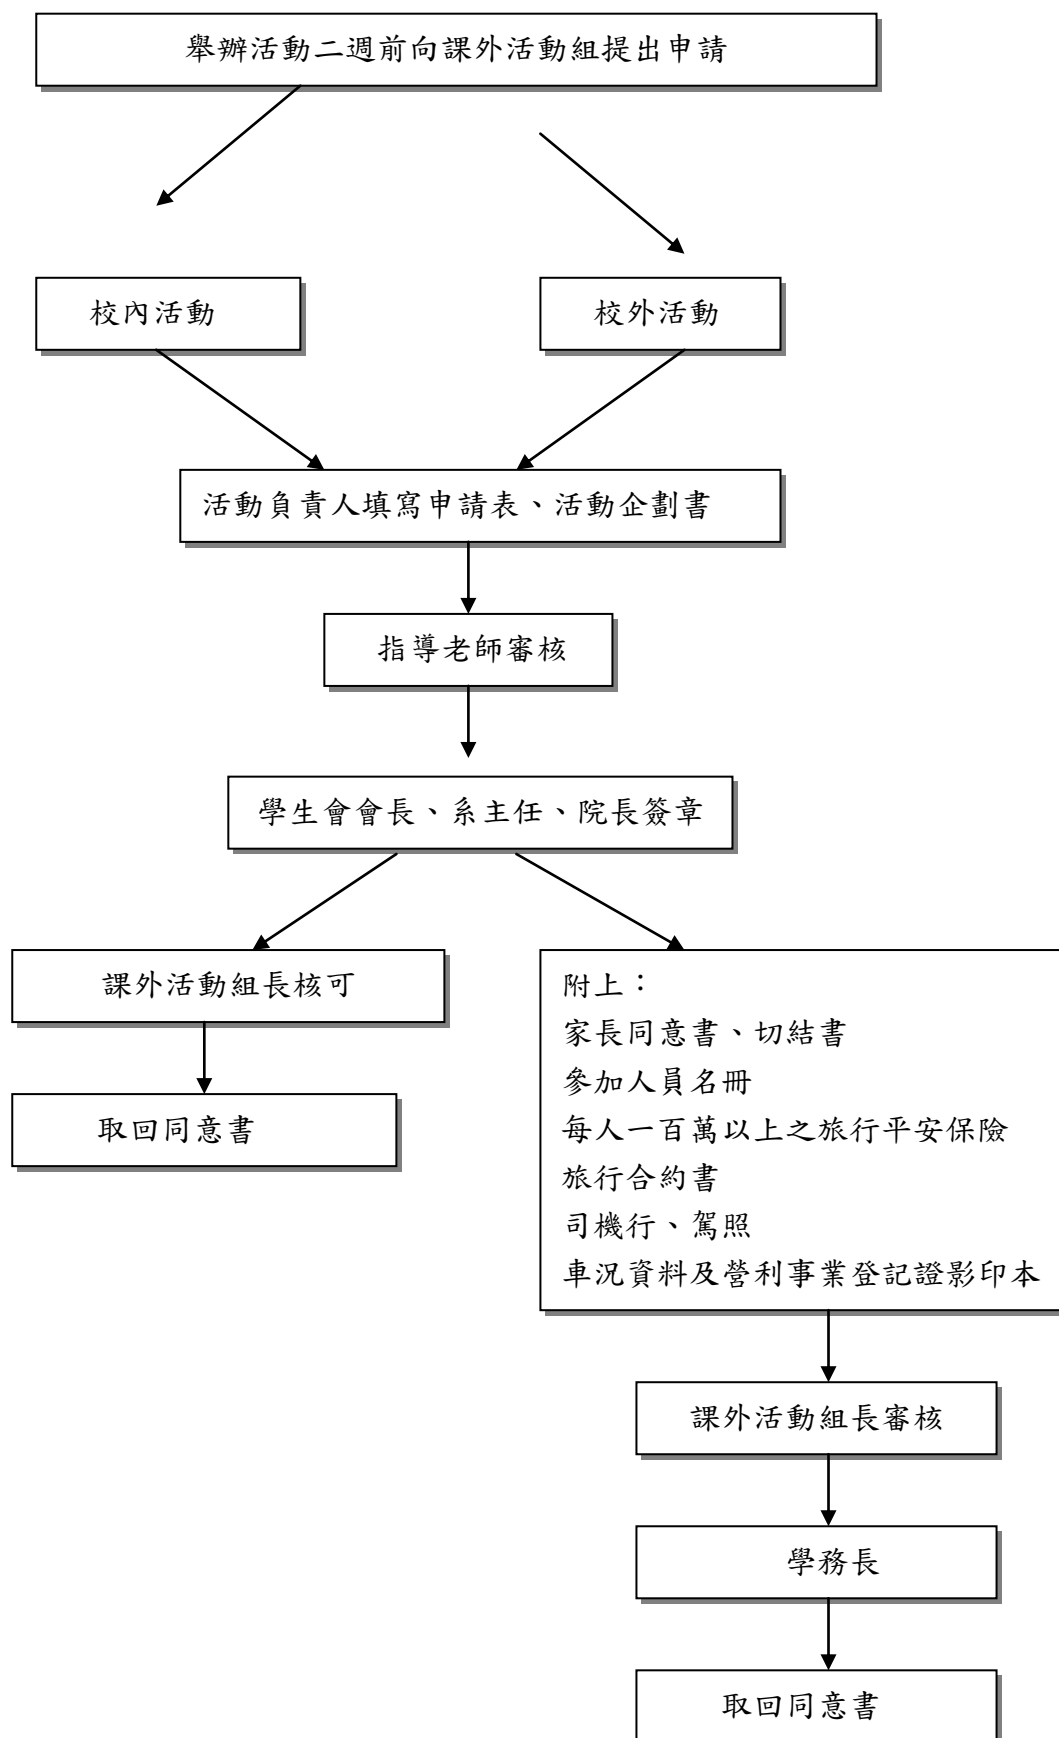 舉辦活動二週前向課外活動組提出申請
校內活動
校外活動
活動負責人填寫申請表、活動企劃書
指導老師審核
學生會會長、系主任、院長簽章
課外活動組長核可
取回同意書
附上：
家長同意書、切結書
參加人員名冊
每人一百萬以上之旅行平安保險
旅行合約書
司機行、駕照
車況資料及營利事業登記證影印本
課外活動組長審核
學務長
取回同意書